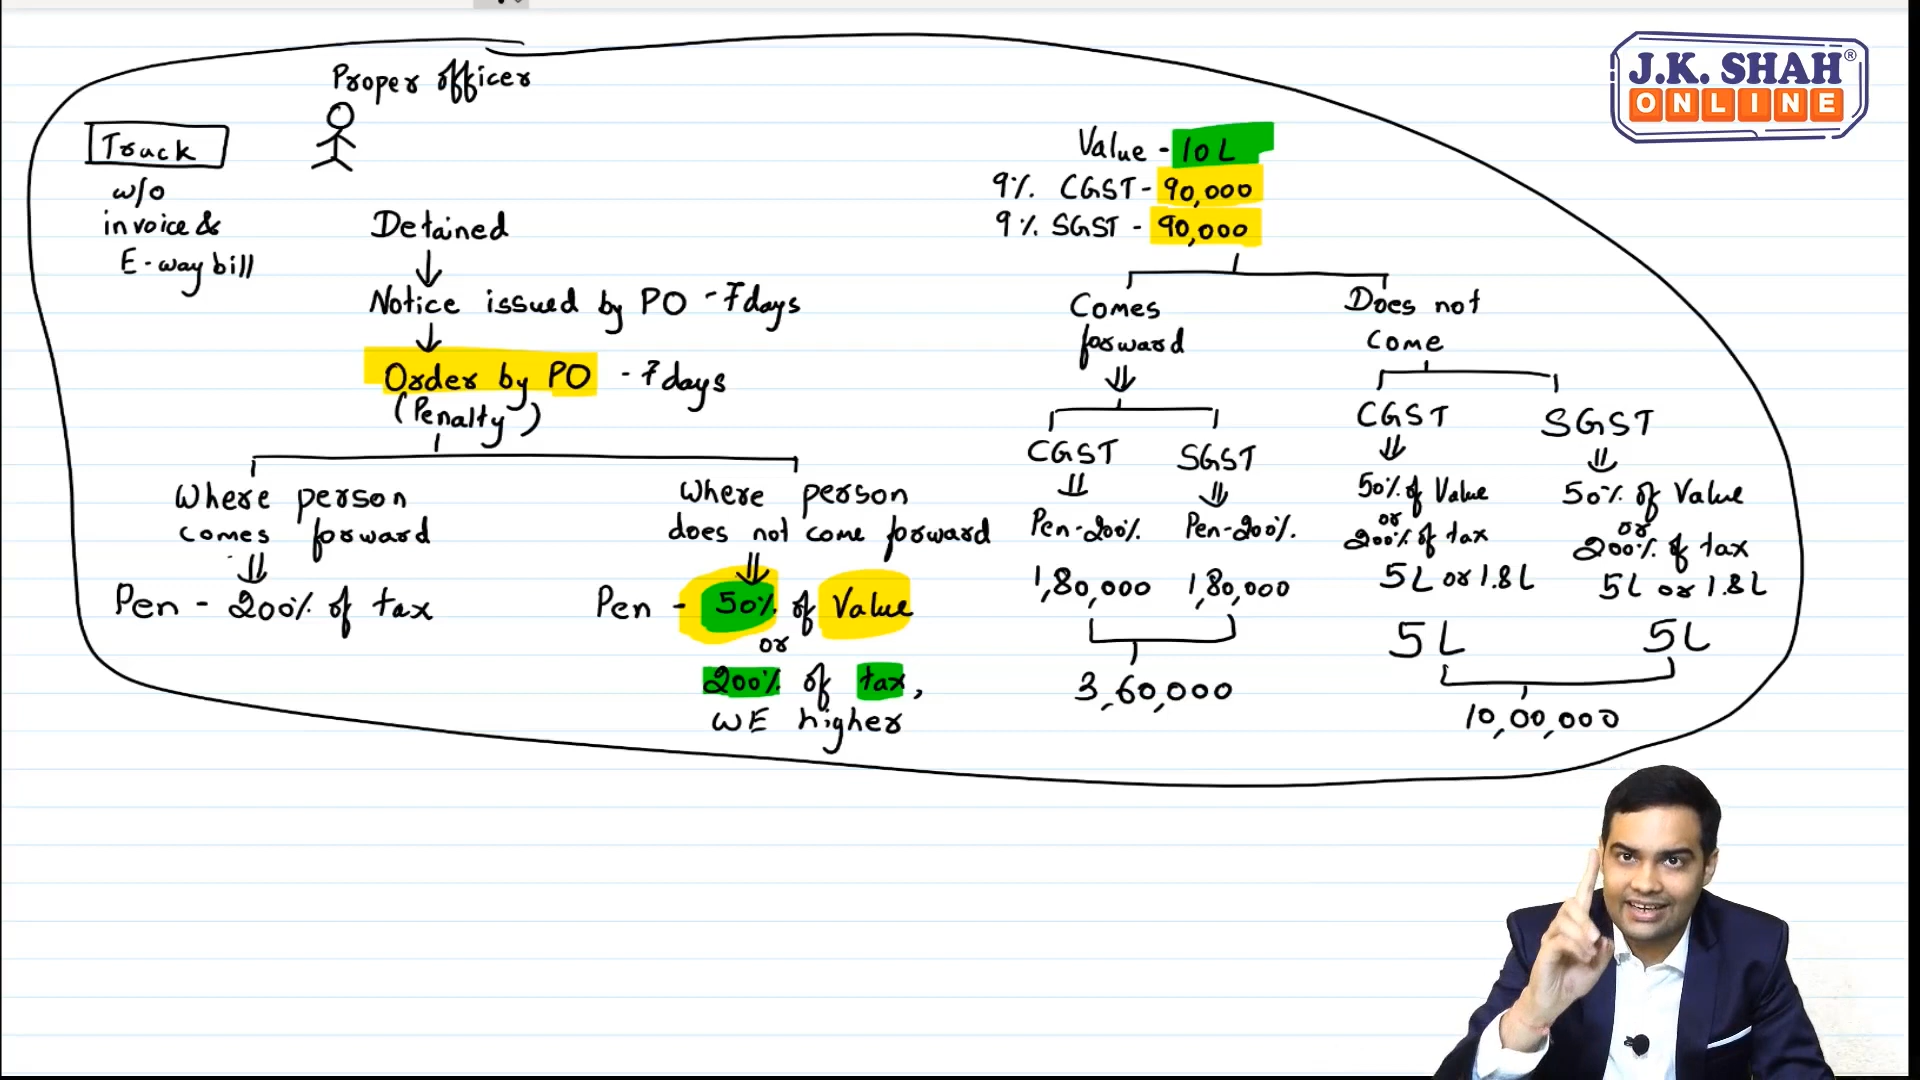 J.K. SHAH®
ONLINE
Proper officer
Truck
w/o
invoice &
E-way bill
Detained
Notice issued by PO - 7 days
Order by PO - 7 days
(Penalty)
Where person
comes forward
Pen - 200% of tax
Where person
does not come forward
Pen - 50% of Value
or
200% of tax,
WE higher
Value - 10 L
9% CGST - 90,000
9% SGST - 90,000
Comes
forward
CGST
Pen-200%
1,80,000
SGST
Pen-200%.
1,80,000
3,60,000
Does not
come
CGST
50% of Value
or
200% of tax
5L or 1.8L
5L
SGST
50% of Value
or
200% of tax
5L or 1.8L
5L
10,00,000